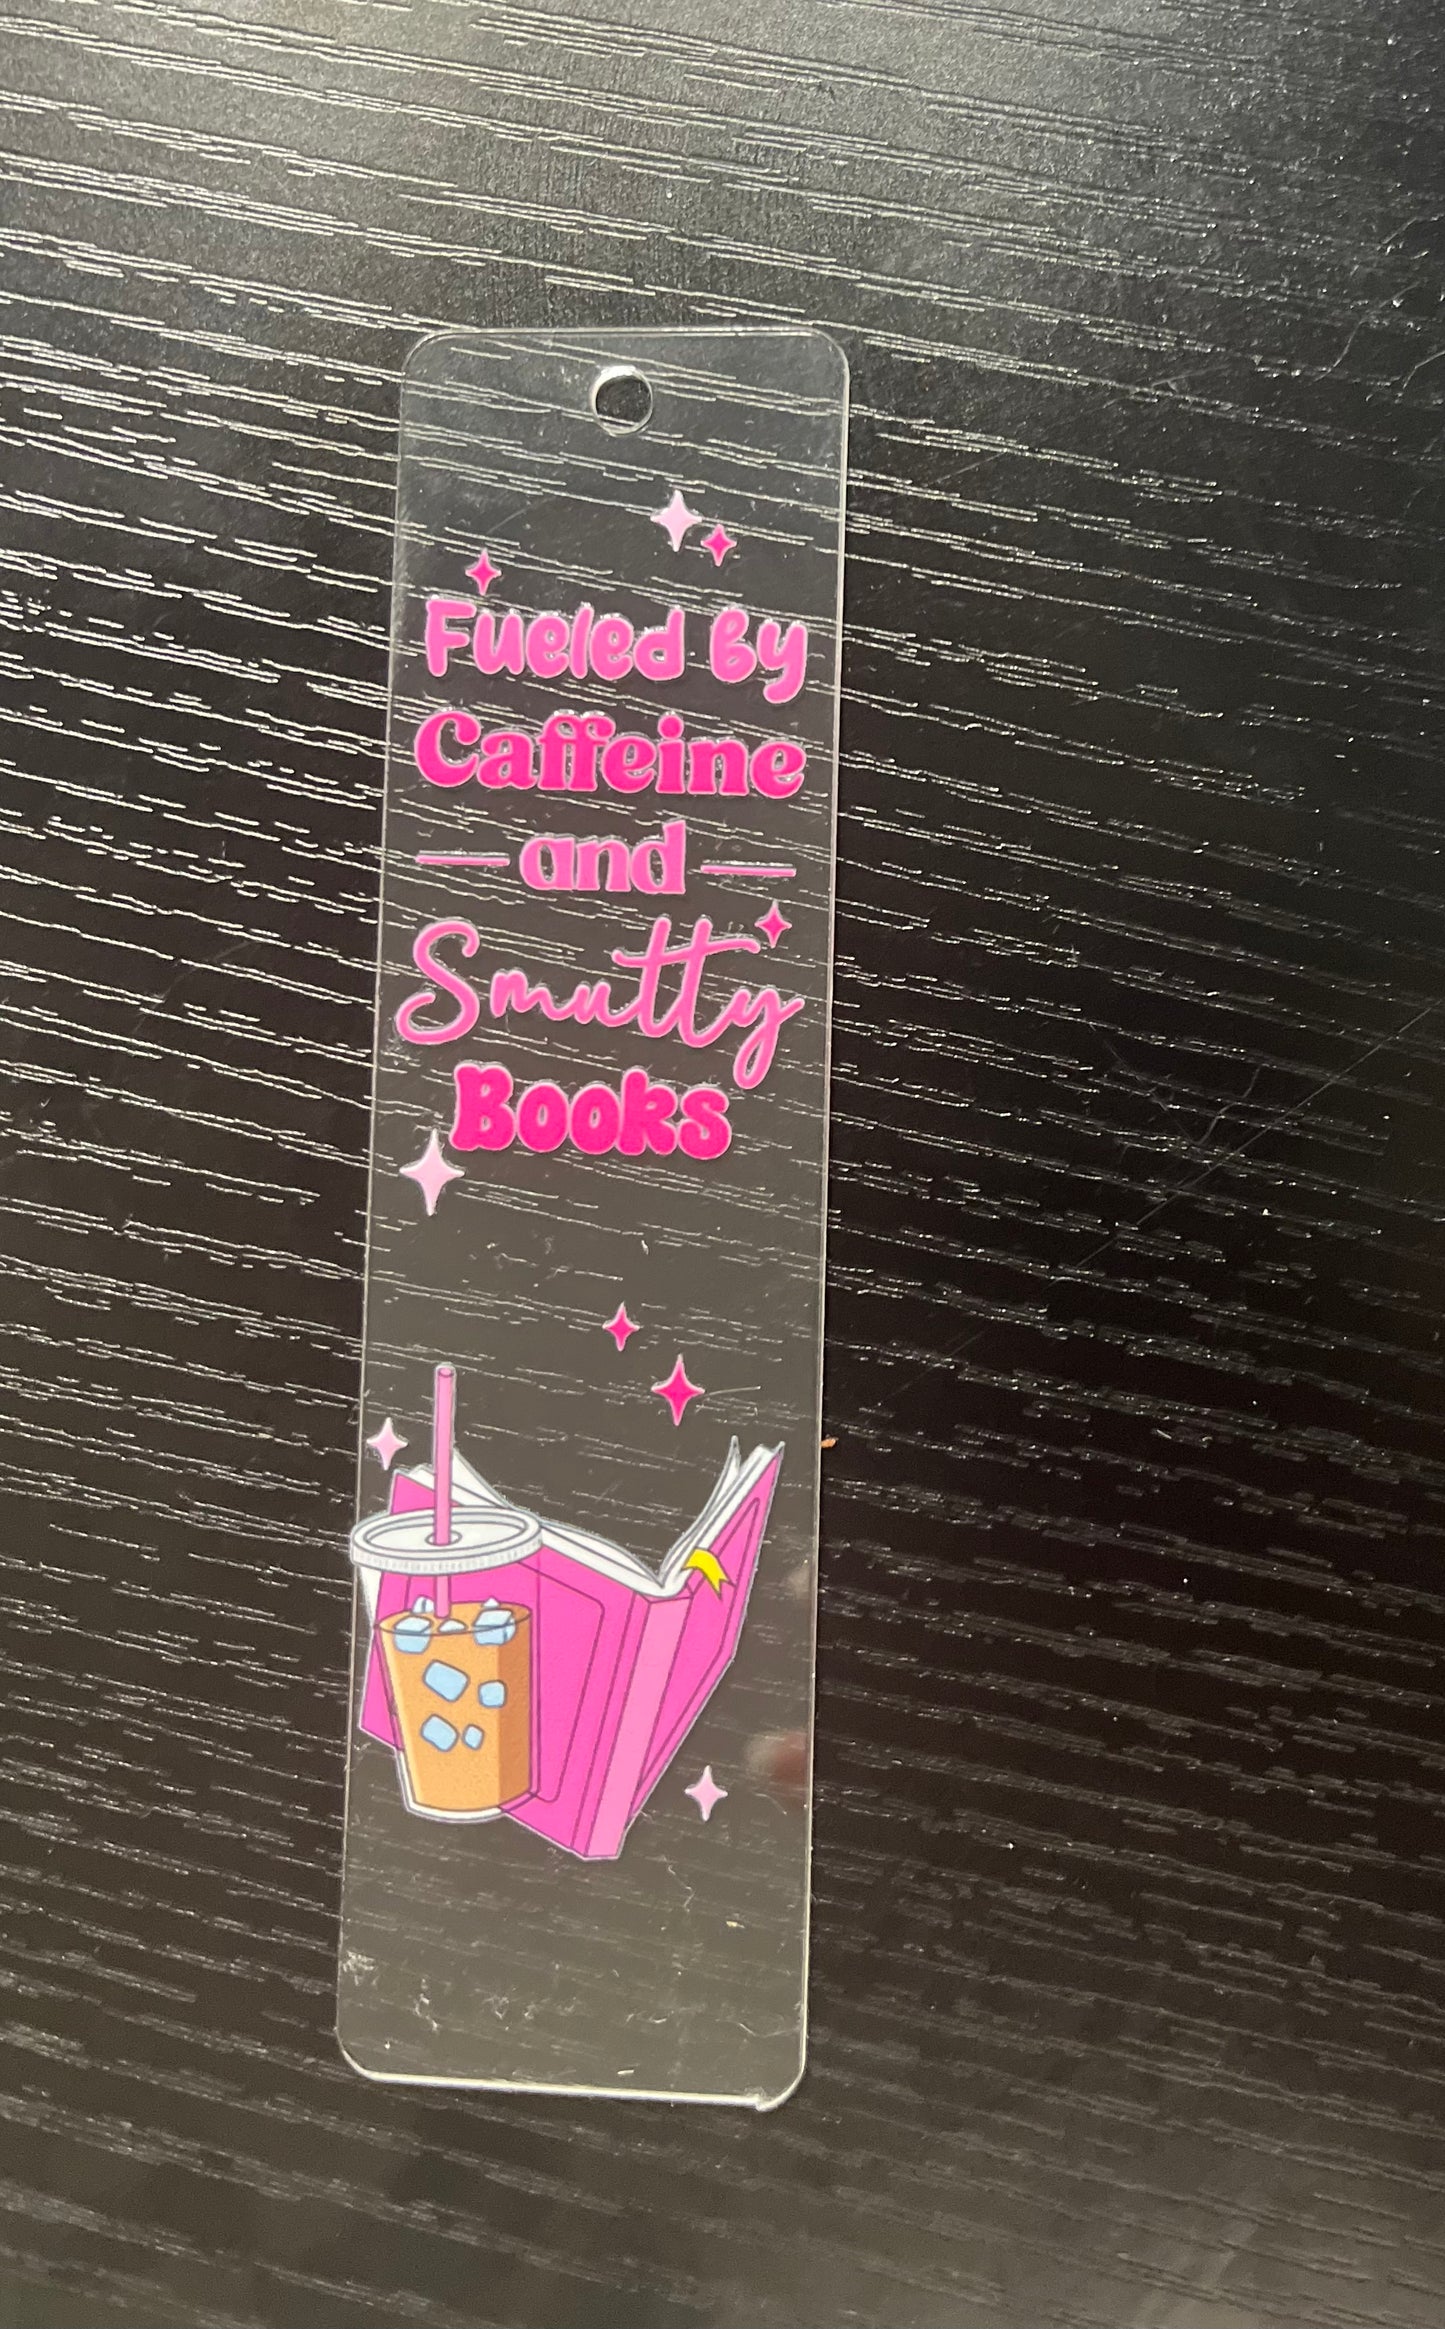 Fueled by
Caffeine
and
Smutty
Books